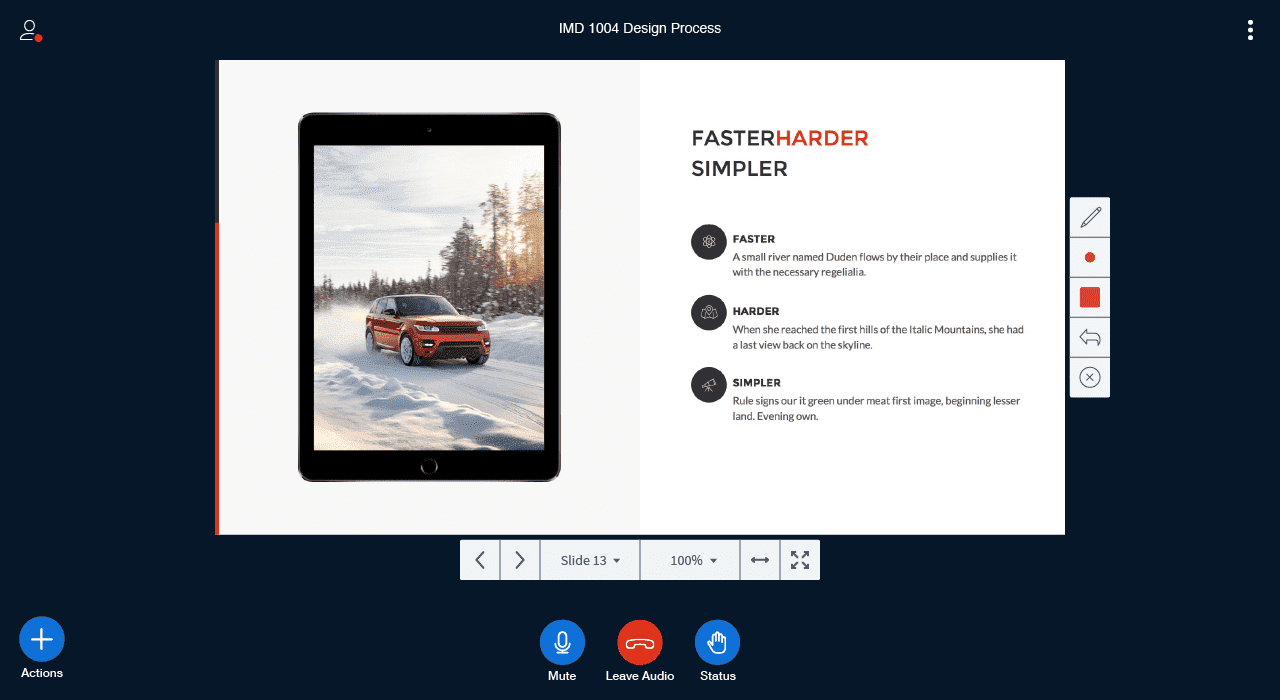 IMD 1004 Design Process
FASTERHARDER
SIMPLER
FASTER
A small river named Duden flows by their place and supplies it
with the necessary regelialia.
HARDER
When she reached the first hills of the Italic Mountains, she had
a last view back on the skyline.
SIMPLER
Rule signs our it green under meat first image, beginning lesser
land. Evening own.
Slide 13
100%
Actions
Mute
Leave Audio
Status